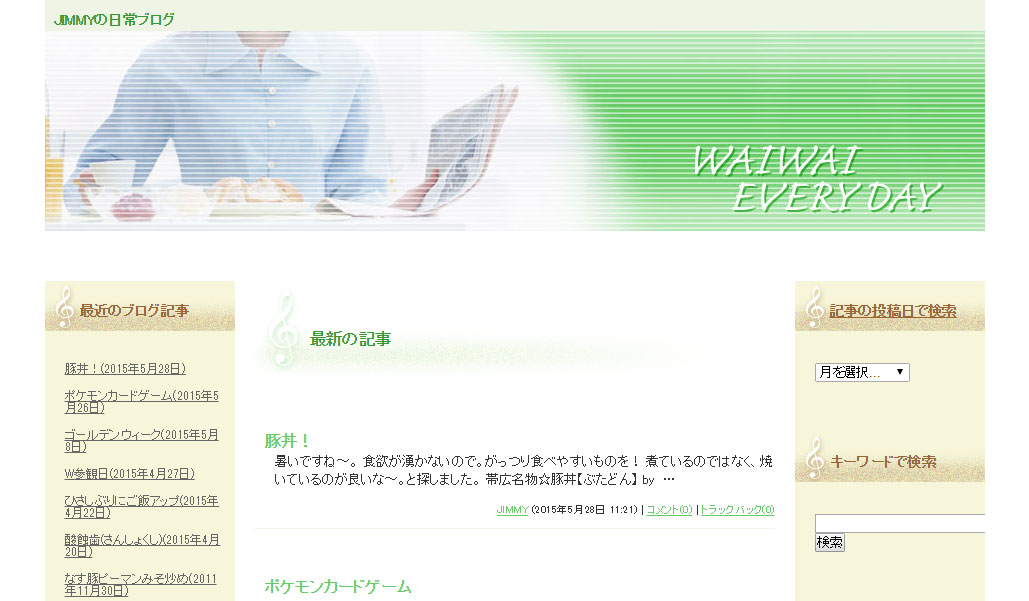 JIMMYの日常ブログ
WAIWAI
EVERY DAY
最近のブログ記事
豚丼！(2015年5月28日)
ポケモンカードゲーム(2015年5
月26日)
ゴールデンウィーク(2015年5月
8日)
W参観日(2015年4月27日)
ひさしぶりにご飯アップ(2015年
4月22日)
酸蝕歯(さんしょくし)(2015年4月
20日)
なす豚ピーマンみそ炒め(2011
年11月30日)
最新の記事
豚丼！
暑いですね～。 食欲が湧かないので。がっつり食べやすいものを！ 煮ているのではなく、焼
いているのが良いな～。と探しました。 帯広名物☆豚丼【ぶたどん】 by …
JIMMY (2015年5月28日 11:21) | コメント(0) | トラックバック(0)
ポケモンカードゲーム
記事の投稿日で検索
月を選択...
キーワードで検索
検索